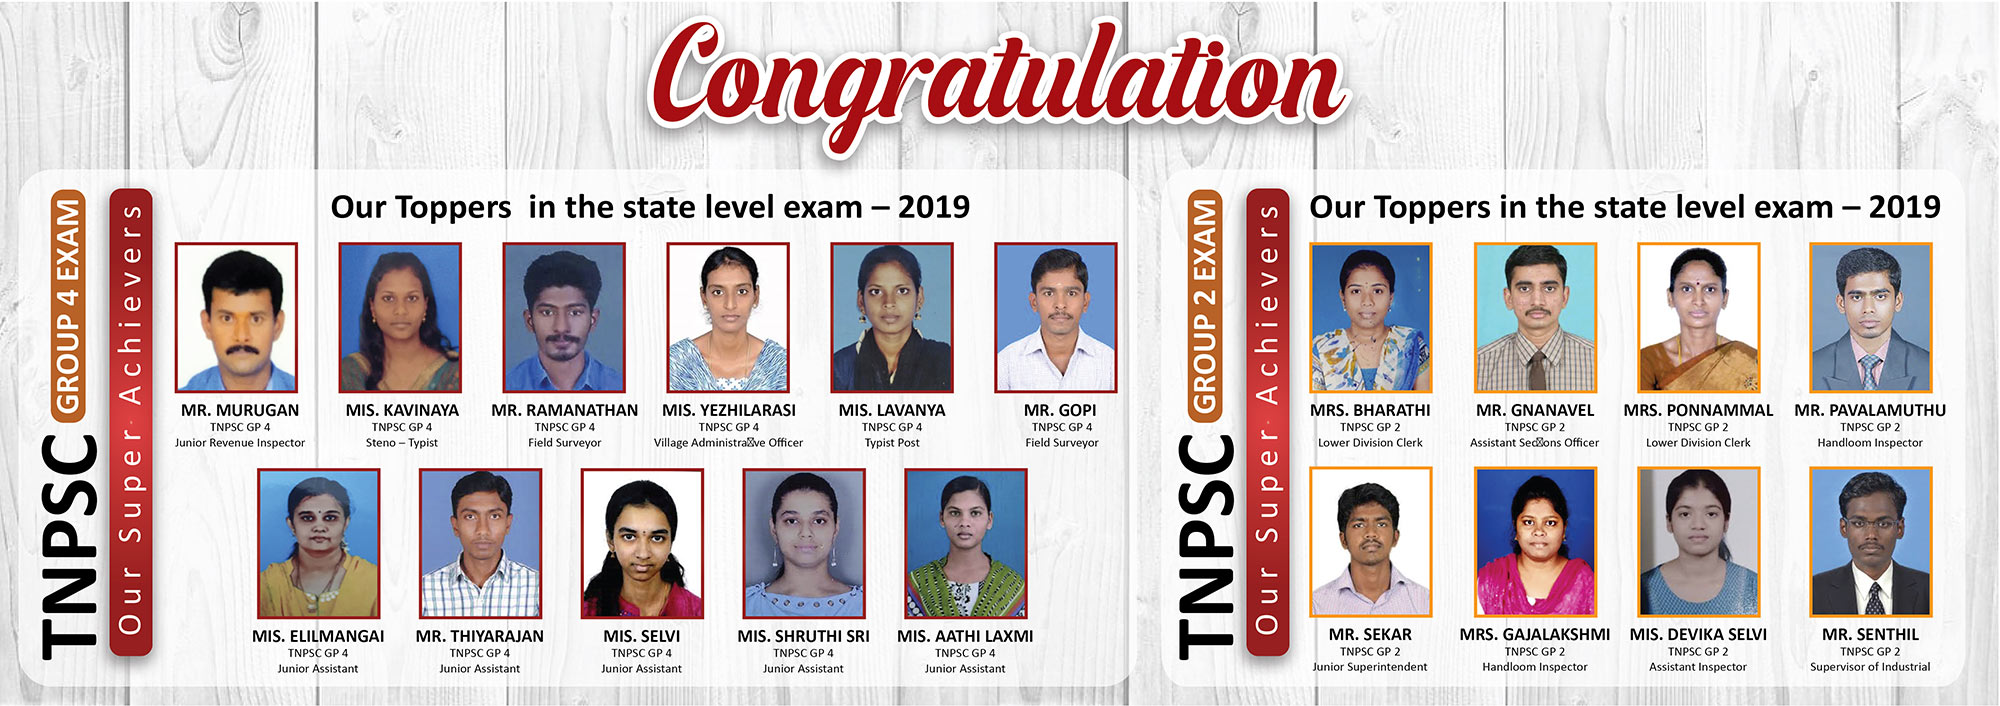 Congratulation
TNPSC GROUP 4 EXAM
Our Super Achievers
Our Toppers in the state level exam – 2019
MR. MURUGAN
TNPSC GP 4
Junior Revenue Inspector
MIS. KAVINAYA
TNPSC GP 4
Steno – Typist
MR. RAMANATHAN
TNPSC GP 4
Field Surveyor
MIS. YEZHILARASI
TNPSC GP 4
Village Administra☒ve Officer
MIS. LAVANYA
TNPSC GP 4
Typist Post
MR. GOPI
TNPSC GP 4
Field Surveyor
MIS. ELILMANGAI
TNPSC GP 4
Junior Assistant
MR. THIYARAJAN
TNPSC GP 4
Junior Assistant
MIS. SELVI
TNPSC GP 4
Junior Assistant
MIS. SHRUTHI SRI
TNPSC GP 4
Junior Assistant
MIS. AATHI LAXMI
TNPSC GP 4
Junior Assistant
TNPSC GROUP 2 EXAM
Our Super Achievers
Our Toppers in the state level exam – 2019
MRS. BHARATHI
TNPSC GP 2
Lower Division Clerk
MR. GNANAVEL
TNPSC GP 2
Assistant Sec☒ons Officer
MRS. PONNAMMAL
TNPSC GP 2
Lower Division Clerk
MR. PAVALAMUTHU
TNPSC GP 2
Handloom Inspector
MR. SEKAR
TNPSC GP 2
Junior Superintendent
MRS. GAJALAKSHMI
TNPSC GP 2
Handloom Inspector
MIS. DEVIKA SELVI
TNPSC GP 2
Assistant Inspector
MR. SENTHIL
TNPSC GP 2
Supervisor of Industrial